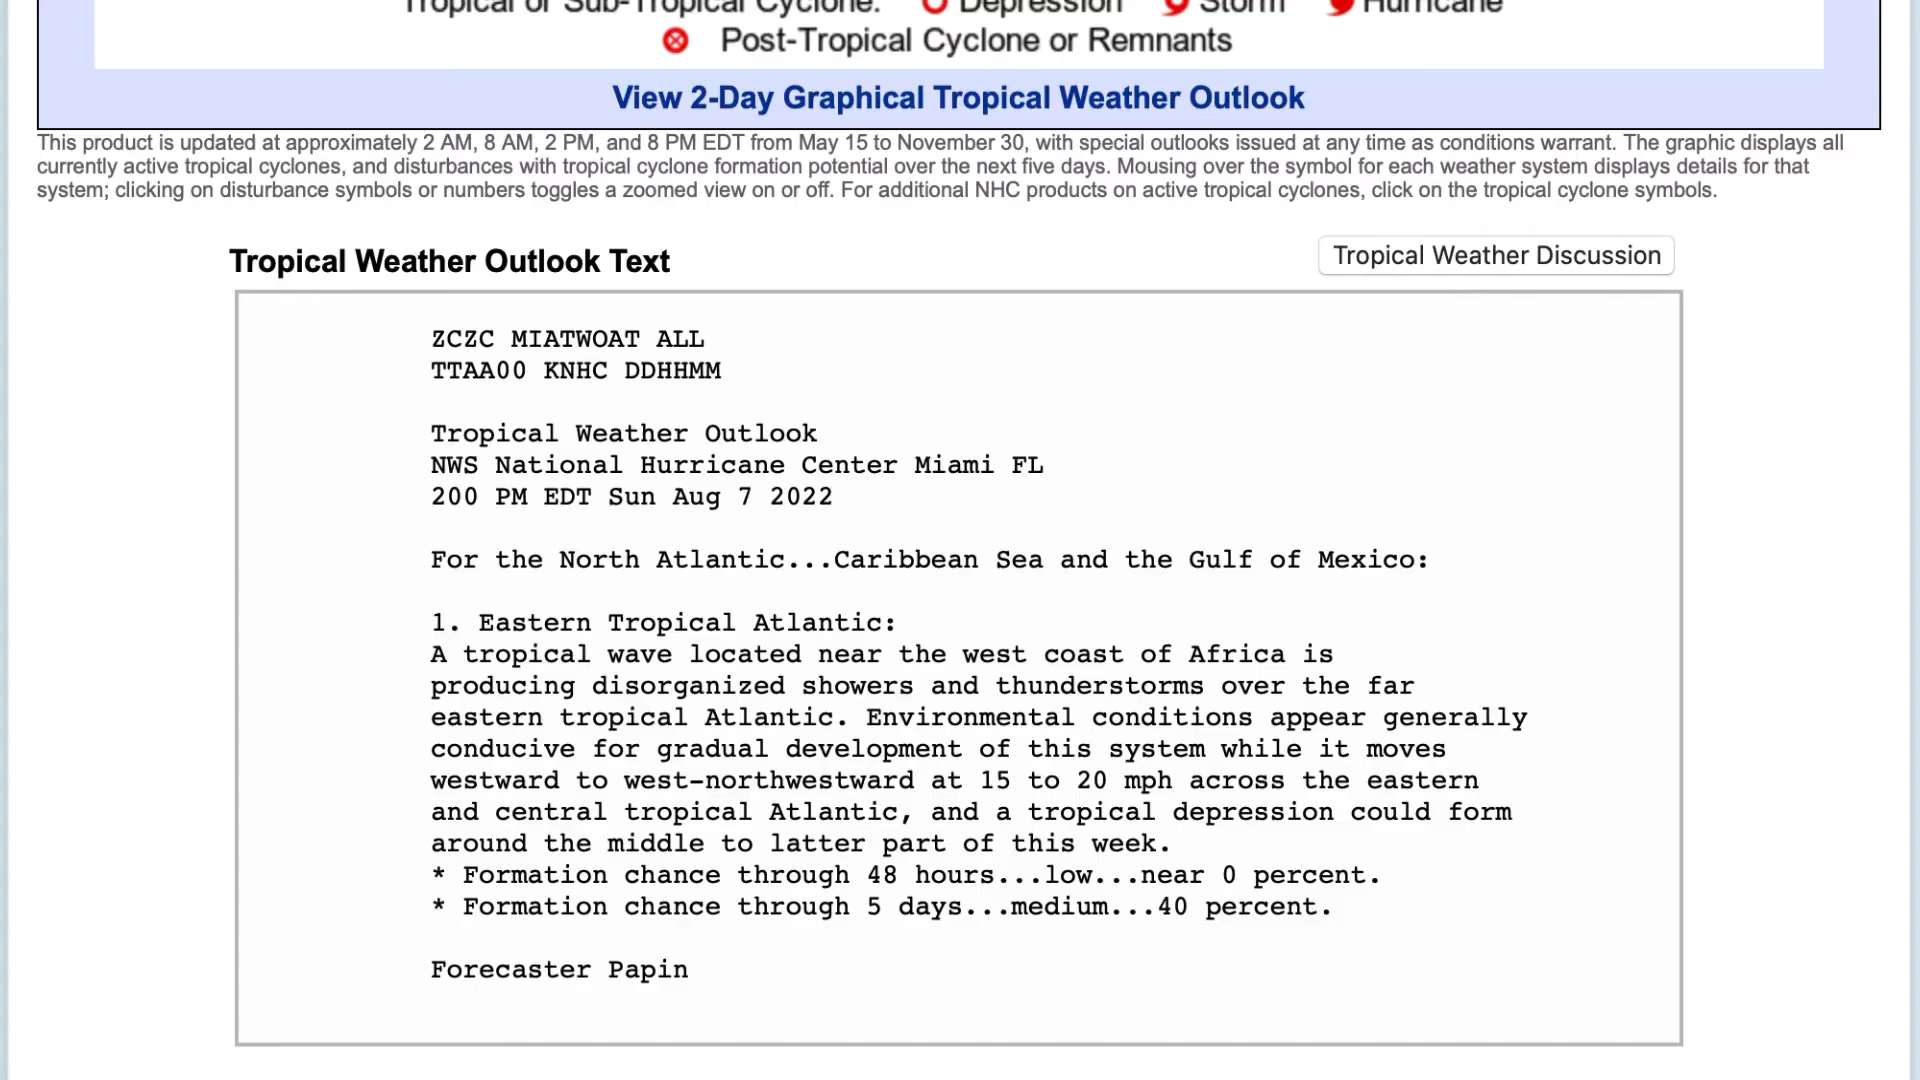 Tropical or Sub-Tropical Cyclone: Depression Storm Hurricane
Post-Tropical Cyclone or Remnants
View 2-Day Graphical Tropical Weather Outlook
This product is updated at approximately 2 AM, 8 AM, 2 PM, and 8 PM EDT from May 15 to November 30, with special outlooks issued at any time as conditions warrant. The graphic displays all
currently active tropical cyclones, and disturbances with tropical cyclone formation potential over the next five days. Mousing over the symbol for each weather system displays details for that
system; clicking on disturbance symbols or numbers toggles a zoomed view on or off. For additional NHC products on active tropical cyclones, click on the tropical cyclone symbols.
Tropical Weather Outlook Text
Tropical Weather Discussion
ZCZC MIATWOAT ALL
TTAA00 KNHC DDHHMM
Tropical Weather Outlook
NWS National Hurricane Center Miami FL
200 PM EDT Sun Aug 7 2022
For the North Atlantic...Caribbean Sea and the Gulf of Mexico:
1. Eastern Tropical Atlantic:
A tropical wave located near the west coast of Africa is
producing disorganized showers and thunderstorms over the far
eastern tropical Atlantic. Environmental conditions appear generally
conducive for gradual development of this system while it moves
westward to west-northwestward at 15 to 20 mph across the eastern
and central tropical Atlantic, and a tropical depression could form
around the middle to latter part of this week.
* Formation chance through 48 hours...low...near 0 percent.
* Formation chance through 5 days...medium...40 percent.
Forecaster Papin